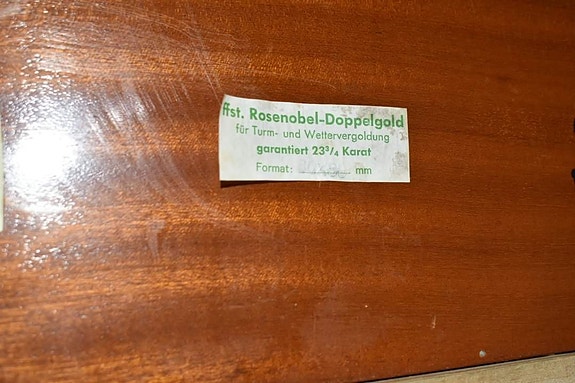 ffst. Rosenobel-Doppelgold
für Turm- und Wettervergoldung
garantiert 23³/₄ Karat
Format: mm